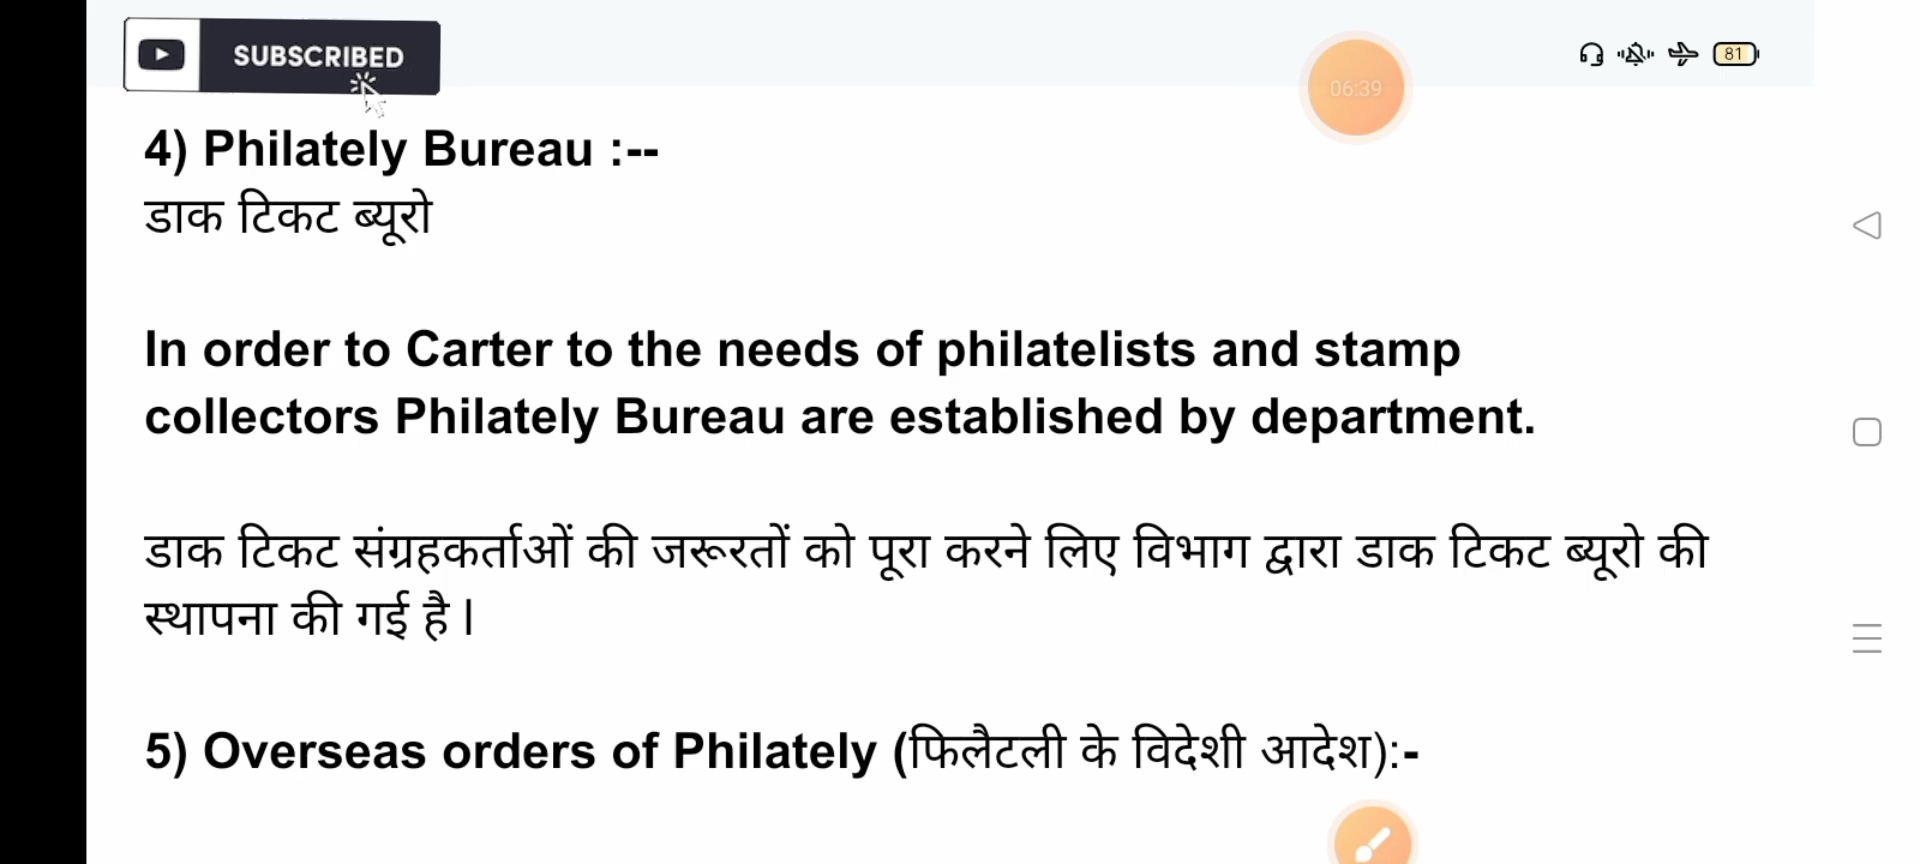 SUBSCRIBED
06:39
81
4) Philately Bureau :--
डाक टिकट ब्यूरो
In order to Carter to the needs of philatelists and stamp
collectors Philately Bureau are established by department.
डाक टिकट संग्रहकर्ताओं की जरूरतों को पूरा करने लिए विभाग द्वारा डाक टिकट ब्यूरो की
स्थापना की गई है।
5) Overseas orders of Philately (फिलैटली के विदेशी आदेश):-